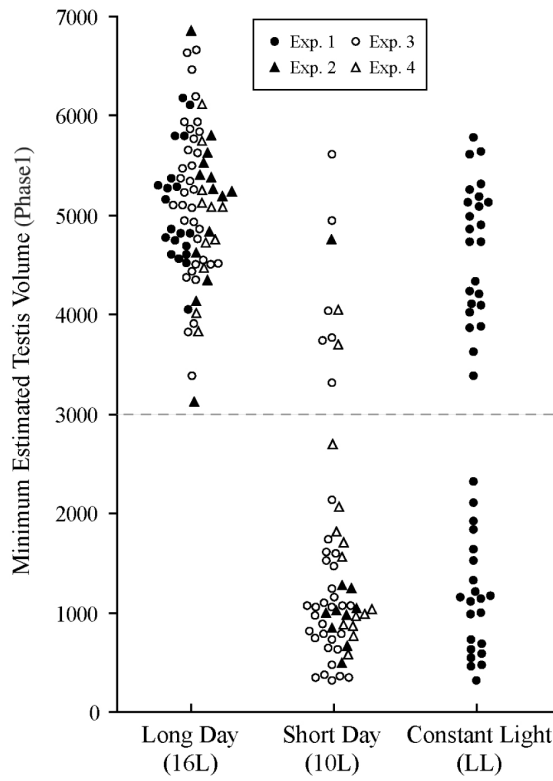 Exp. 1 Exp. 3
Exp. 2 Exp. 4
Minimum Estimated Testis Volume (Phase1)
7000
6000
5000
4000
3000
2000
1000
0
Long Day Short Day Constant Light
(16L) (10L) (LL)